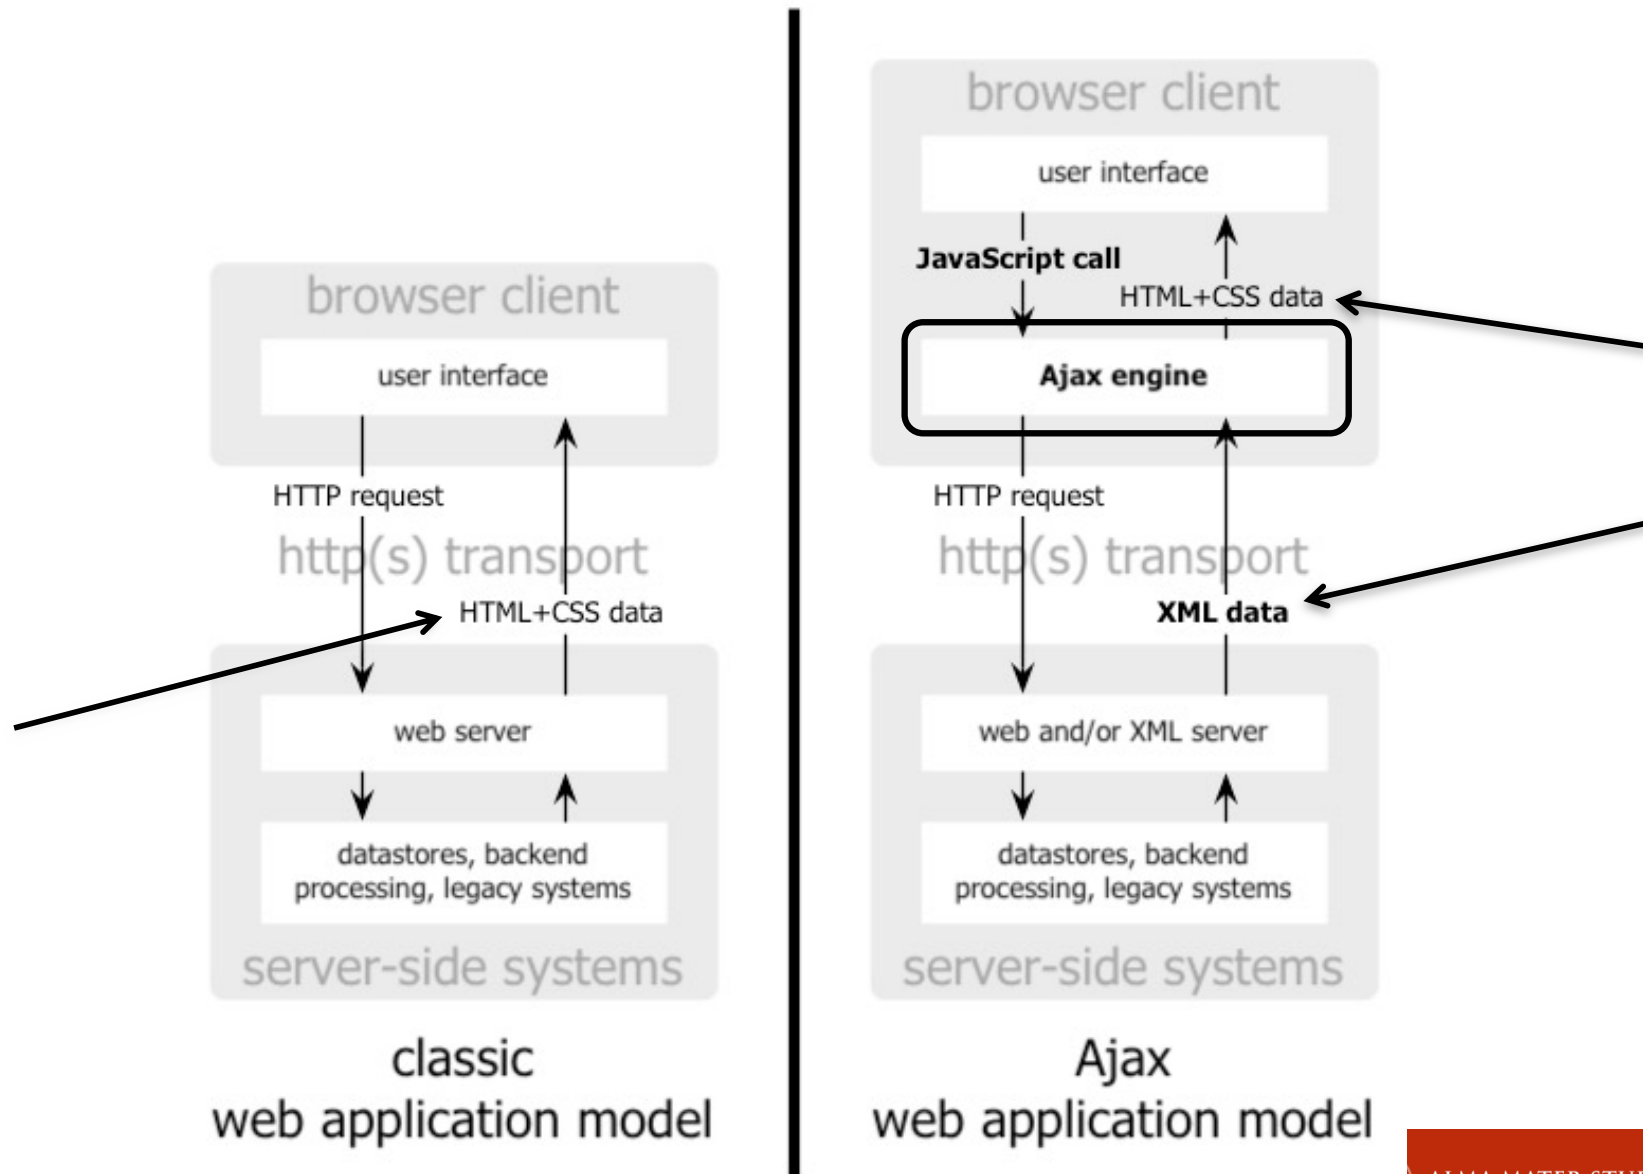 browser client
user interface
HTTP request
http(s) transport
HTML+CSS data
web server
datastores, backend
processing, legacy systems
server-side systems
classic
web application model
browser client
user interface
JavaScript call
HTML+CSS data
Ajax engine
HTTP request
http(s) transport
XML data
web and/or XML server
datastores, backend
processing, legacy systems
server-side systems
Ajax
web application model
ALMA MATER